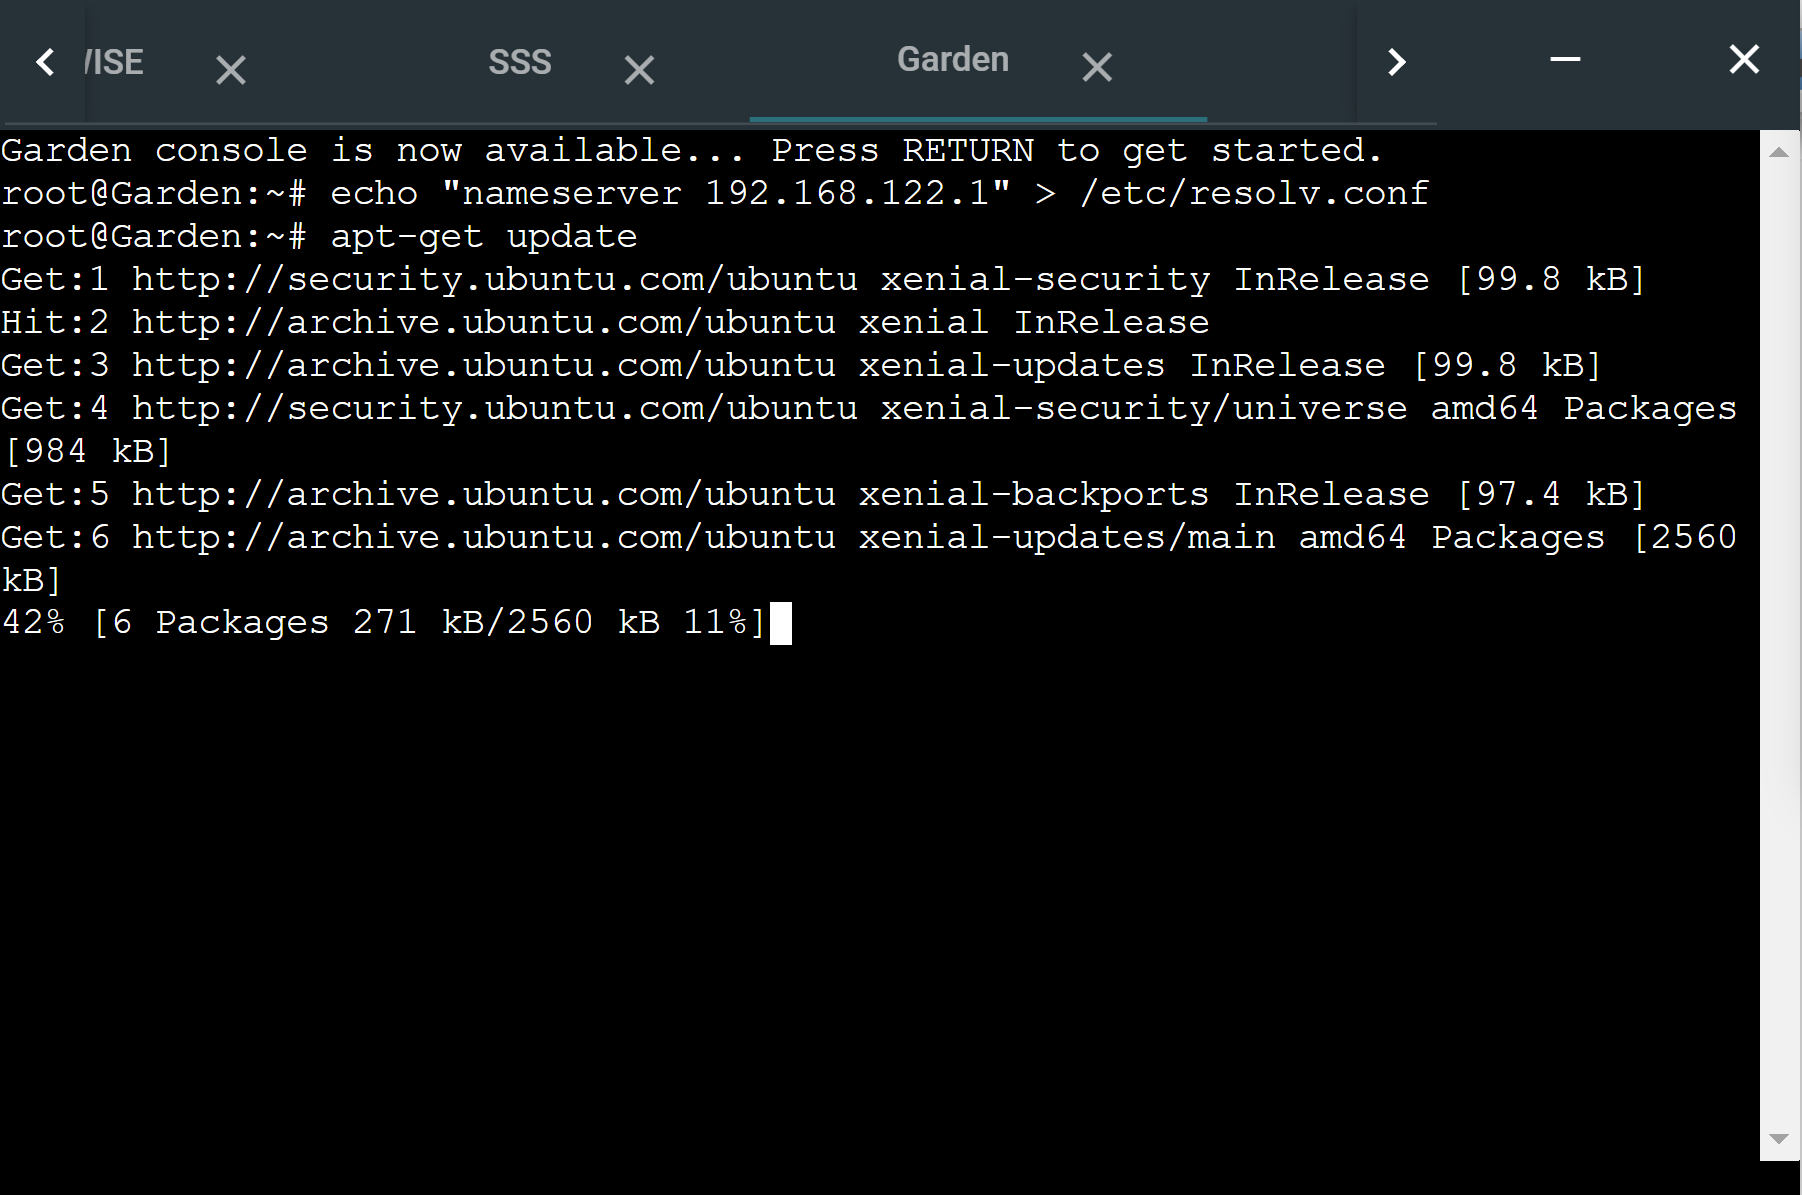 SSS
Garden
Garden console is now available... Press RETURN to get started.
root@Garden:~# echo "nameserver 192.168.122.1" > /etc/resolv.conf
root@Garden:~# apt-get update
Get:1 http://security.ubuntu.com/ubuntu xenial-security InRelease [99.8 kB]
Hit:2 http://archive.ubuntu.com/ubuntu xenial InRelease
Get:3 http://archive.ubuntu.com/ubuntu xenial-updates InRelease [99.8 kB]
Get:4 http://security.ubuntu.com/ubuntu xenial-security/universe amd64 Packages
[984 kB]
Get:5 http://archive.ubuntu.com/ubuntu xenial-backports InRelease [97.4 kB]
Get:6 http://archive.ubuntu.com/ubuntu xenial-updates/main amd64 Packages [2560
kB]
42% [6 Packages 271 kB/2560 kB 11%]